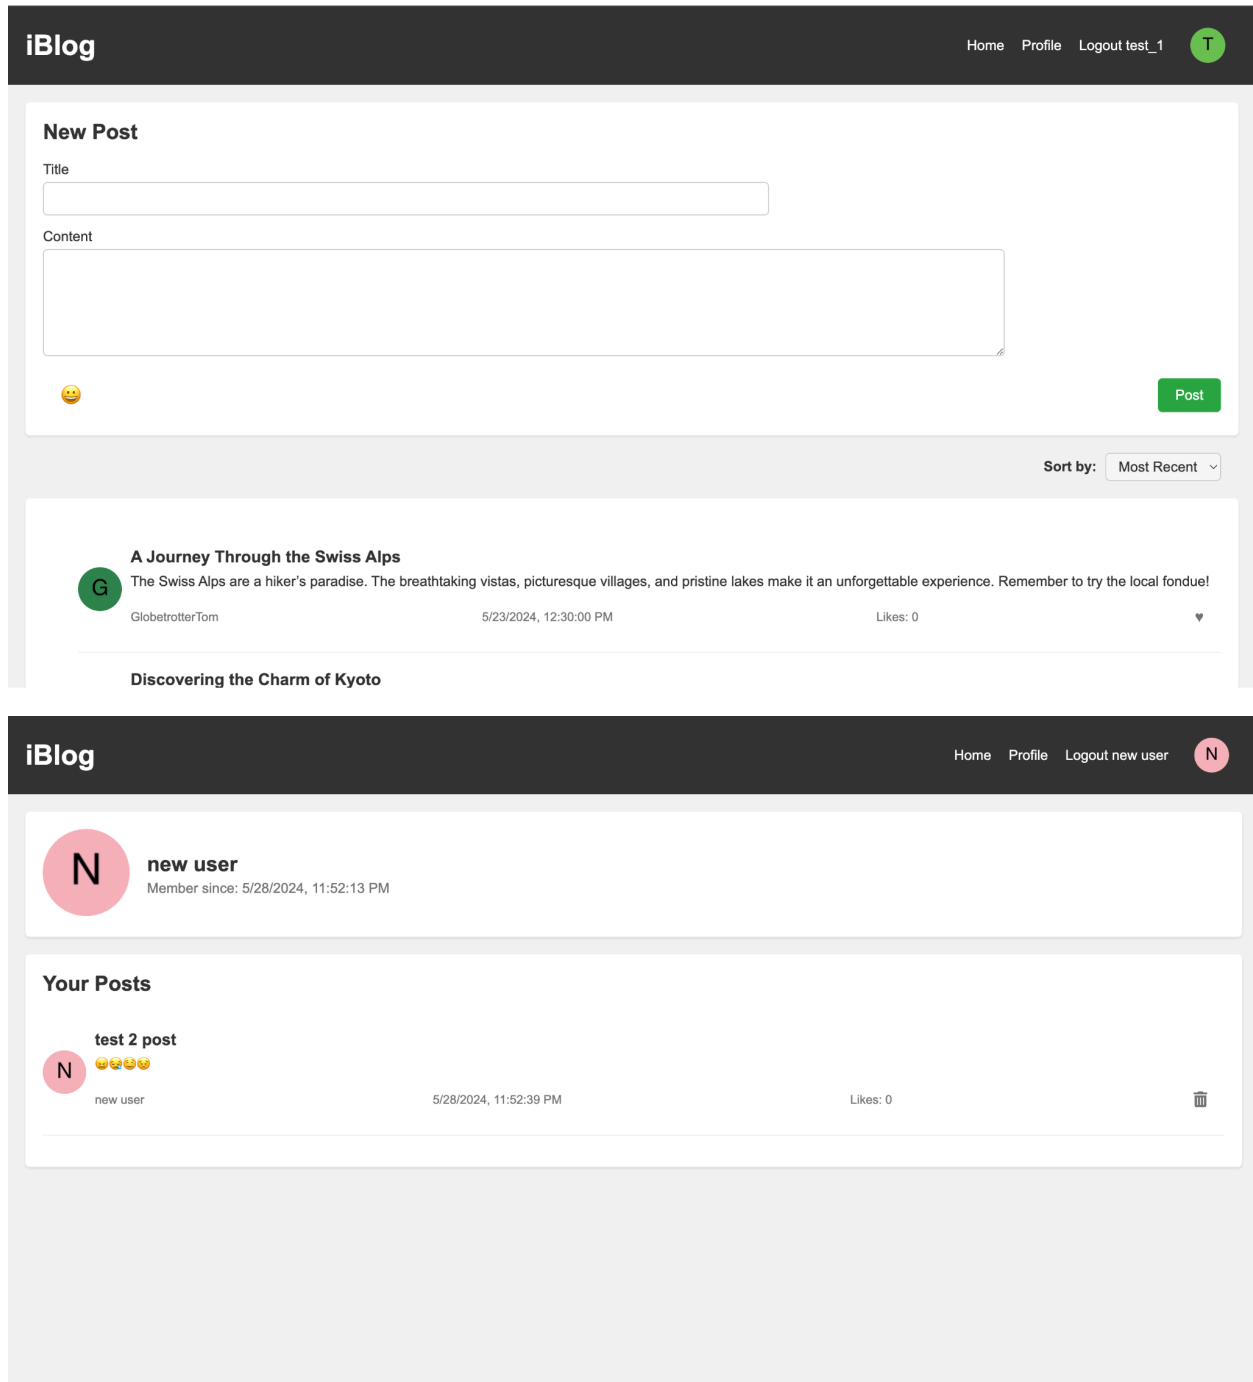 iBlog
Home Profile Logout test_1 T
New Post
Title
Content
😀
Post
Sort by: Most Recent
A Journey Through the Swiss Alps
G
The Swiss Alps are a hiker’s paradise. The breathtaking vistas, picturesque villages, and pristine lakes make it an unforgettable experience. Remember to try the local fondue!
GlobetrotterTom 5/23/2024, 12:30:00 PM Likes: 0 ♥
Discovering the Charm of Kyoto
iBlog
Home Profile Logout new user N
N
new user
Member since: 5/28/2024, 11:52:13 PM
Your Posts
test 2 post
N
new user 5/28/2024, 11:52:39 PM Likes: 0